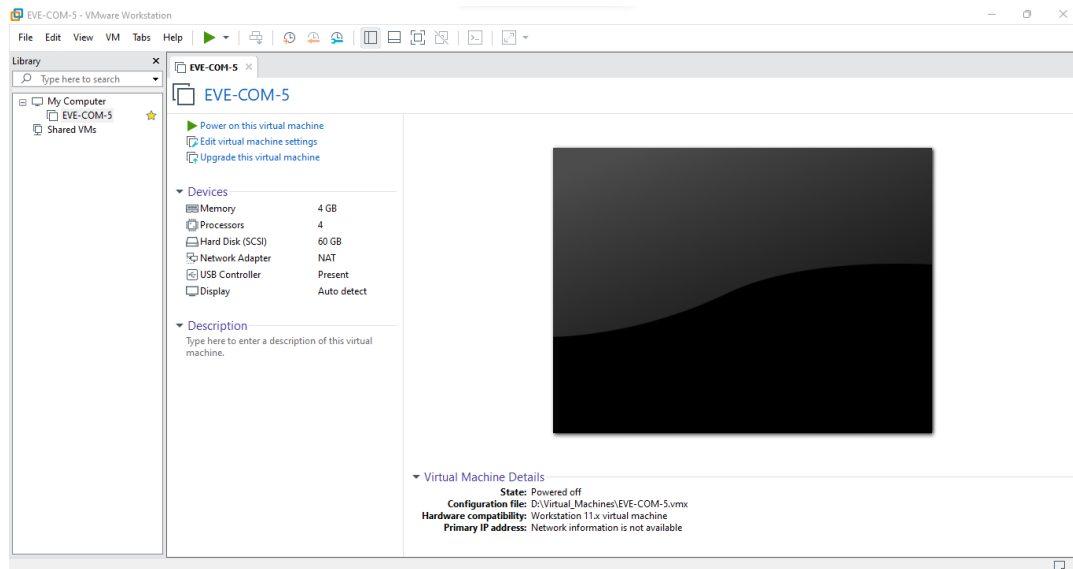 EVE-COM-5 - VMware Workstation
File Edit View VM Tabs Help
Library
Type here to search
My Computer
EVE-COM-5
Shared VMs
EVE-COM-5
EVE-COM-5
Power on this virtual machine
Edit virtual machine settings
Upgrade this virtual machine
Devices
Memory 4 GB
Processors 4
Hard Disk (SCSI) 60 GB
Network Adapter NAT
USB Controller Present
Display Auto detect
Description
Type here to enter a description of this virtual
machine.
Virtual Machine Details
State: Powered off
Configuration file: D:\Virtual_Machines\EVE-COM-5.vmx
Hardware compatibility: Workstation 11.x virtual machine
Primary IP address: Network information is not available